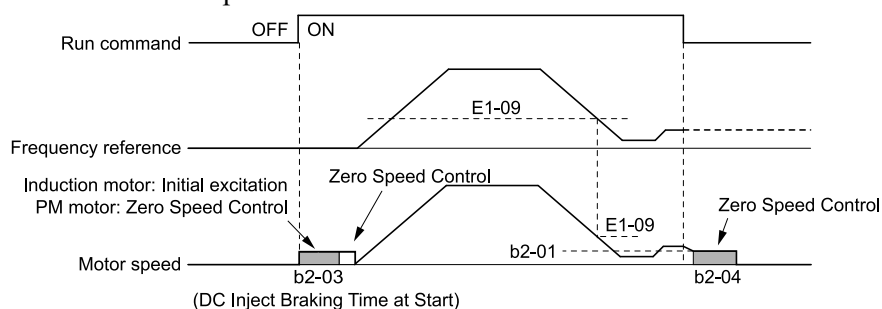 OFF ON
Run command
E1-09
Frequency reference
Induction motor: Initial excitation
PM motor: Zero Speed Control
Zero Speed Control
E1-09
Zero Speed Control
b2-01
Motor speed
b2-03
b2-04
(DC Inject Braking Time at Start)